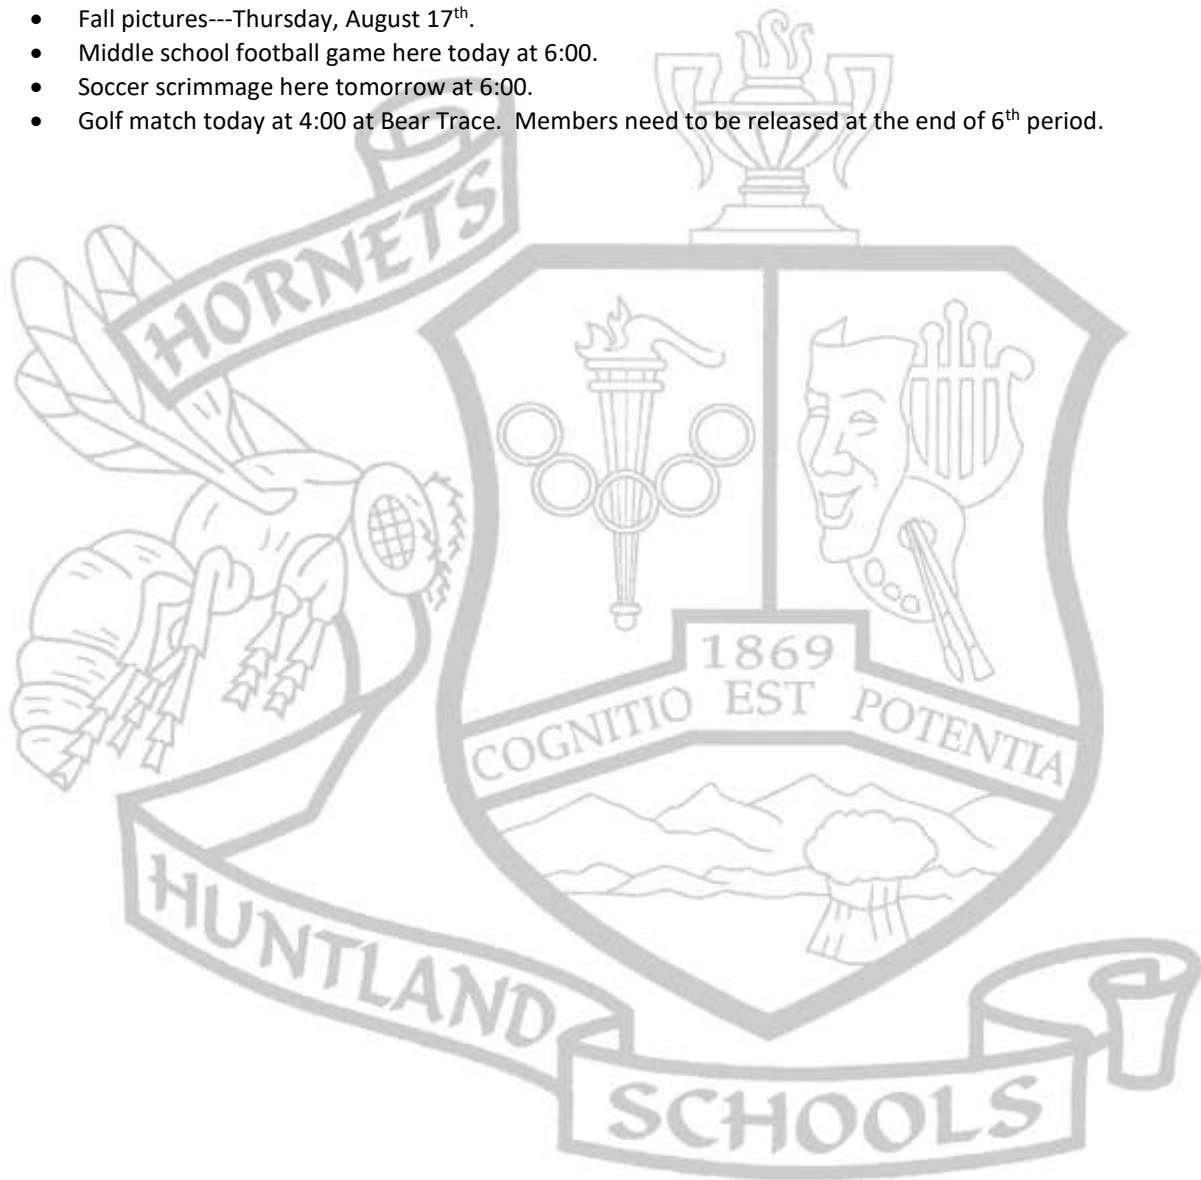 • Fall pictures---Thursday, August 17th.
• Middle school football game here today at 6:00.
• Soccer scrimmage here tomorrow at 6:00.
• Golf match today at 4:00 at Bear Trace.  Members need to be released at the end of 6th period.
HORNETS
1869
COGNITIO EST POTENTIA
HUNTLAND
SCHOOLS